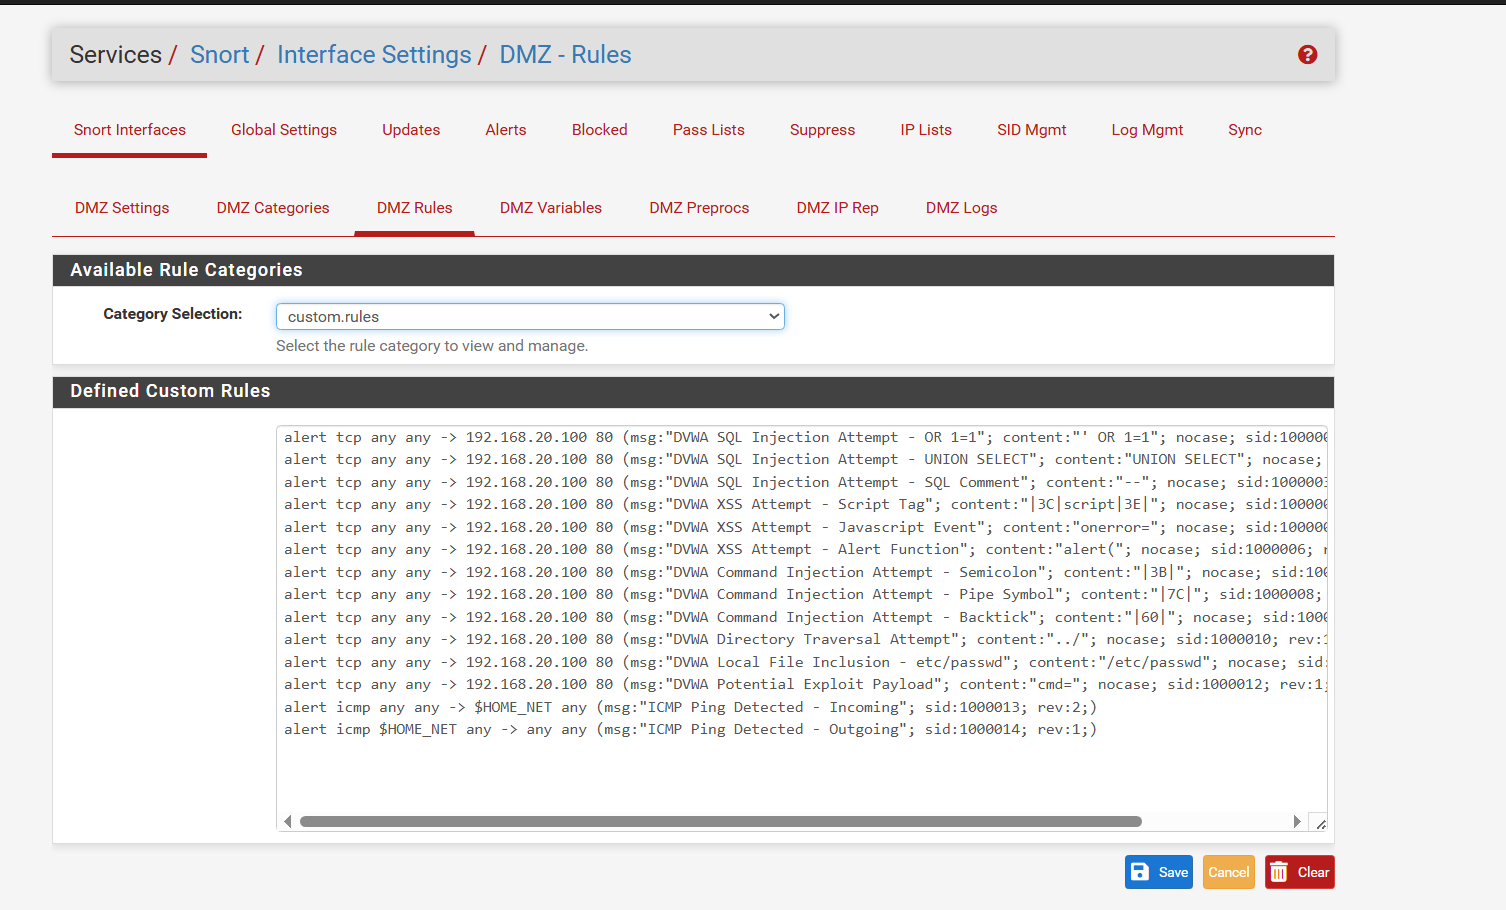 Services / Snort / Interface Settings / DMZ - Rules
Snort Interfaces Global Settings Updates Alerts Blocked Pass Lists Suppress IP Lists SID Mgmt Log Mgmt Sync
DMZ Settings DMZ Categories DMZ Rules DMZ Variables DMZ Preprocs DMZ IP Rep DMZ Logs
Available Rule Categories
Category Selection: custom.rules
Select the rule category to view and manage.
Defined Custom Rules
alert tcp any any -> 192.168.20.100 80 (msg:"DVWA SQL Injection Attempt - OR 1=1"; content:"' OR 1=1"; nocase; sid:10000
alert tcp any any -> 192.168.20.100 80 (msg:"DVWA SQL Injection Attempt - UNION SELECT"; content:"UNION SELECT"; nocase;
alert tcp any any -> 192.168.20.100 80 (msg:"DVWA SQL Injection Attempt - SQL Comment"; content:"--"; nocase; sid:1000003
alert tcp any any -> 192.168.20.100 80 (msg:"DVWA XSS Attempt - Script Tag"; content:"|3C|script|3E|"; nocase; sid:10000
alert tcp any any -> 192.168.20.100 80 (msg:"DVWA XSS Attempt - Javascript Event"; content:"onerror="; nocase; sid:10000
alert tcp any any -> 192.168.20.100 80 (msg:"DVWA XSS Attempt - Alert Function"; content:"alert("; nocase; sid:1000006; r
alert tcp any any -> 192.168.20.100 80 (msg:"DVWA Command Injection Attempt - Semicolon"; content:"|3B|"; nocase; sid:10
alert tcp any any -> 192.168.20.100 80 (msg:"DVWA Command Injection Attempt - Pipe Symbol"; content:"|7C|"; sid:1000008;
alert tcp any any -> 192.168.20.100 80 (msg:"DVWA Command Injection Attempt - Backtick"; content:"|60|"; nocase; sid:1000
alert tcp any any -> 192.168.20.100 80 (msg:"DVWA Directory Traversal Attempt"; content:"../"; nocase; sid:1000010; rev:1
alert tcp any any -> 192.168.20.100 80 (msg:"DVWA Local File Inclusion - etc/passwd"; content:"/etc/passwd"; nocase; sid:
alert tcp any any -> 192.168.20.100 80 (msg:"DVWA Potential Exploit Payload"; content:"cmd="; nocase; sid:1000012; rev:1;
alert icmp any any -> $HOME_NET any (msg:"ICMP Ping Detected - Incoming"; sid:1000013; rev:2;)
alert icmp $HOME_NET any -> any any (msg:"ICMP Ping Detected - Outgoing"; sid:1000014; rev:1;)
Save Cancel Clear